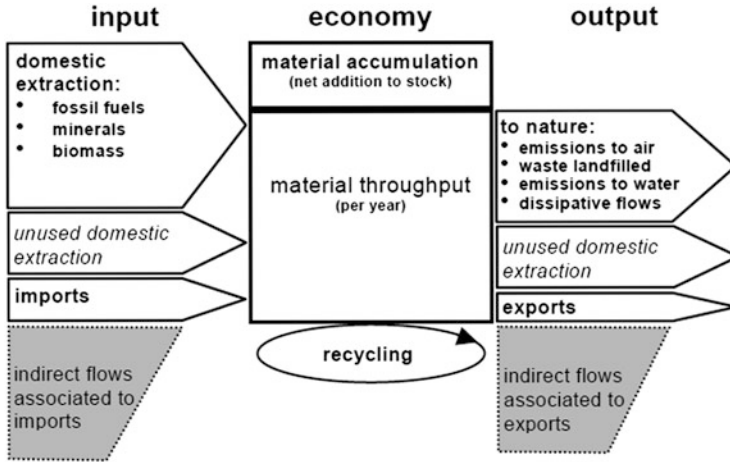 input
economy
output
domestic
extraction:
• fossil fuels
• minerals
• biomass
unused domestic
extraction
imports
indirect flows
associated to
imports
material accumulation
(net addition to stock)
material throughput
(per year)
recycling
to nature:
• emissions to air
• waste landfilled
• emissions to water
• dissipative flows
unused domestic
extraction
exports
indirect flows
associated to
exports